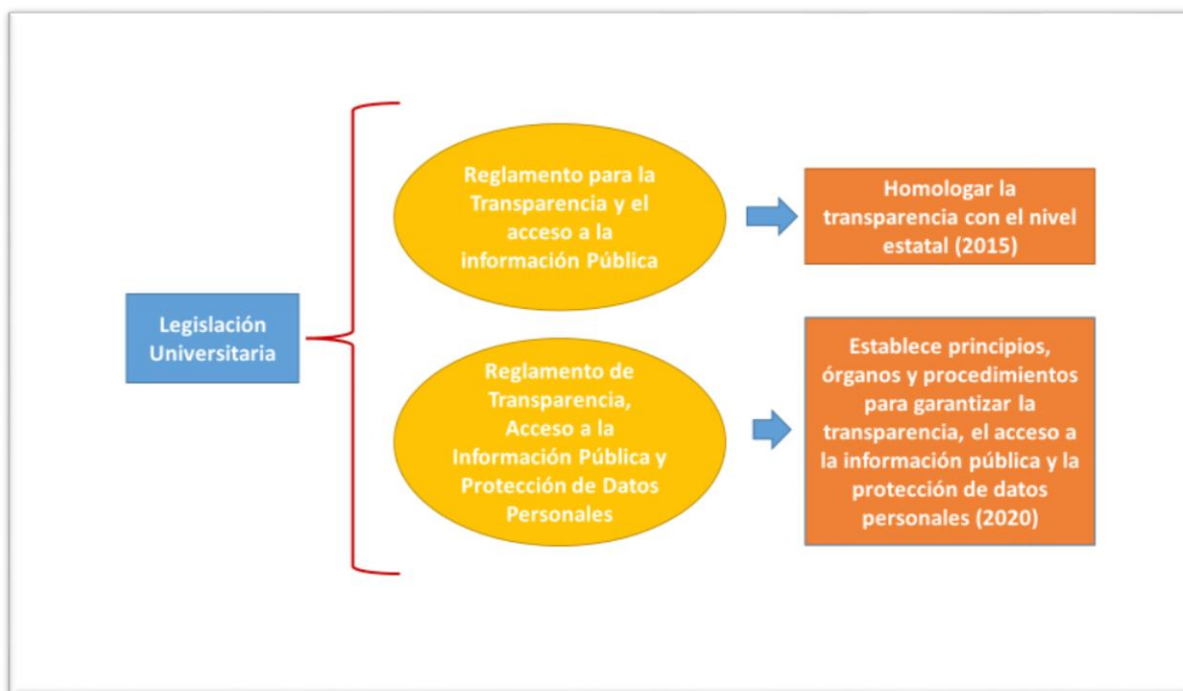 Legislación
Universitaria
Reglamento para la
Transparencia y el
acceso a la
información Pública
Homologar la
transparencia con el nivel
estatal (2015)
Reglamento de
Transparencia,
Acceso a la
Información Pública y
Protección de Datos
Personales
Establece principios,
órganos y procedimientos
para garantizar la
transparencia, el acceso a
la información pública y la
protección de datos
personales (2020)